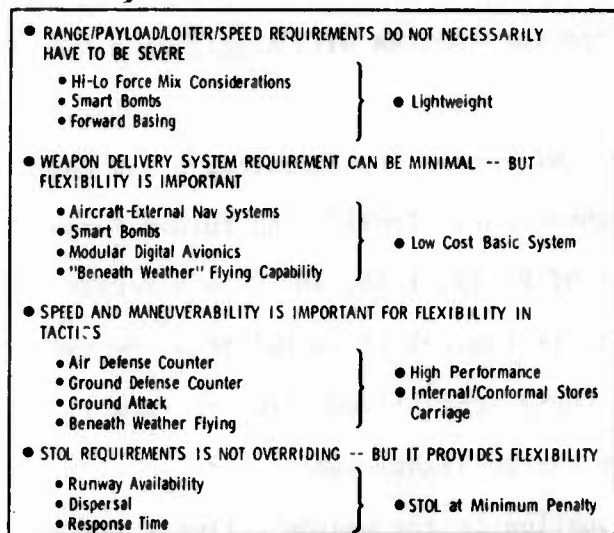 • RANGE/PAYLOAD/LOITER/SPEED REQUIREMENTS DO NOT NECESSARILY
HAVE TO BE SEVERE
• Hi-Lo Force Mix Considerations
• Smart Bombs
• Forward Basing
• Lightweight
• WEAPON DELIVERY SYSTEM REQUIREMENT CAN BE MINIMAL -- BUT
FLEXIBILITY IS IMPORTANT
• Aircraft-External Nav Systems
• Smart Bombs
• Modular Digital Avionics
• "Beneath Weather" Flying Capability
• Low Cost Basic System
• SPEED AND MANEUVERABILITY IS IMPORTANT FOR FLEXIBILITY IN
TACTICS
• Air Defense Counter
• Ground Defense Counter
• Ground Attack
• Beneath Weather Flying
• High Performance
• Internal/Conformal Stores
Carriage
• STOL REQUIREMENTS IS NOT OVERRIDING -- BUT IT PROVIDES FLEXIBILITY
• Runway Availability
• Dispersal
• Response Time
• STOL at Minimum Penalty